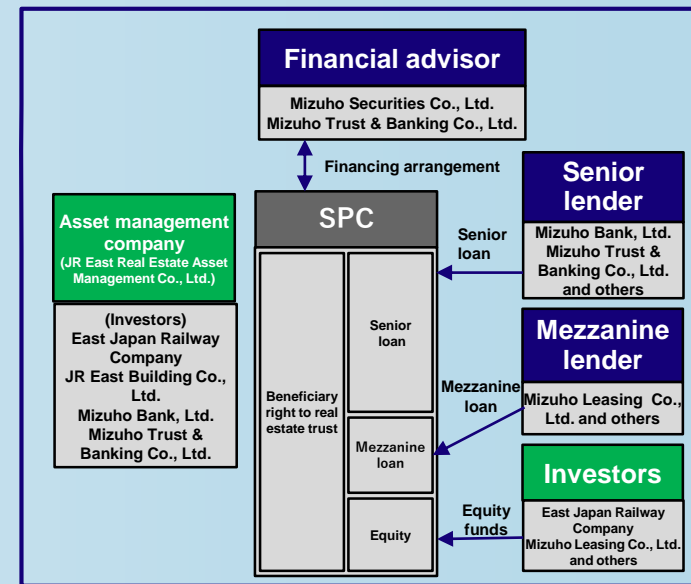 Financial advisor
Mizuho Securities Co., Ltd.
Mizuho Trust & Banking Co., Ltd.
Financing arrangement
Asset management
company
(JR East Real Estate Asset
Management Co., Ltd.)
(Investors)
East Japan Railway
Company
JR East Building Co.,
Ltd.
Mizuho Bank, Ltd.
Mizuho Trust &
Banking Co., Ltd.
SPC
Beneficiary
right to real
estate trust
Senior
loan
Mezzanine
loan
Equity
Senior
loan
Mezzanine
loan
Equity
funds
Senior
lender
Mizuho Bank, Ltd.
Mizuho Trust &
Banking Co., Ltd.
and others
Mezzanine
lender
Mizuho Leasing Co.,
Ltd. and others
Investors
East Japan Railway
Company
Mizuho Leasing Co., Ltd.
and others